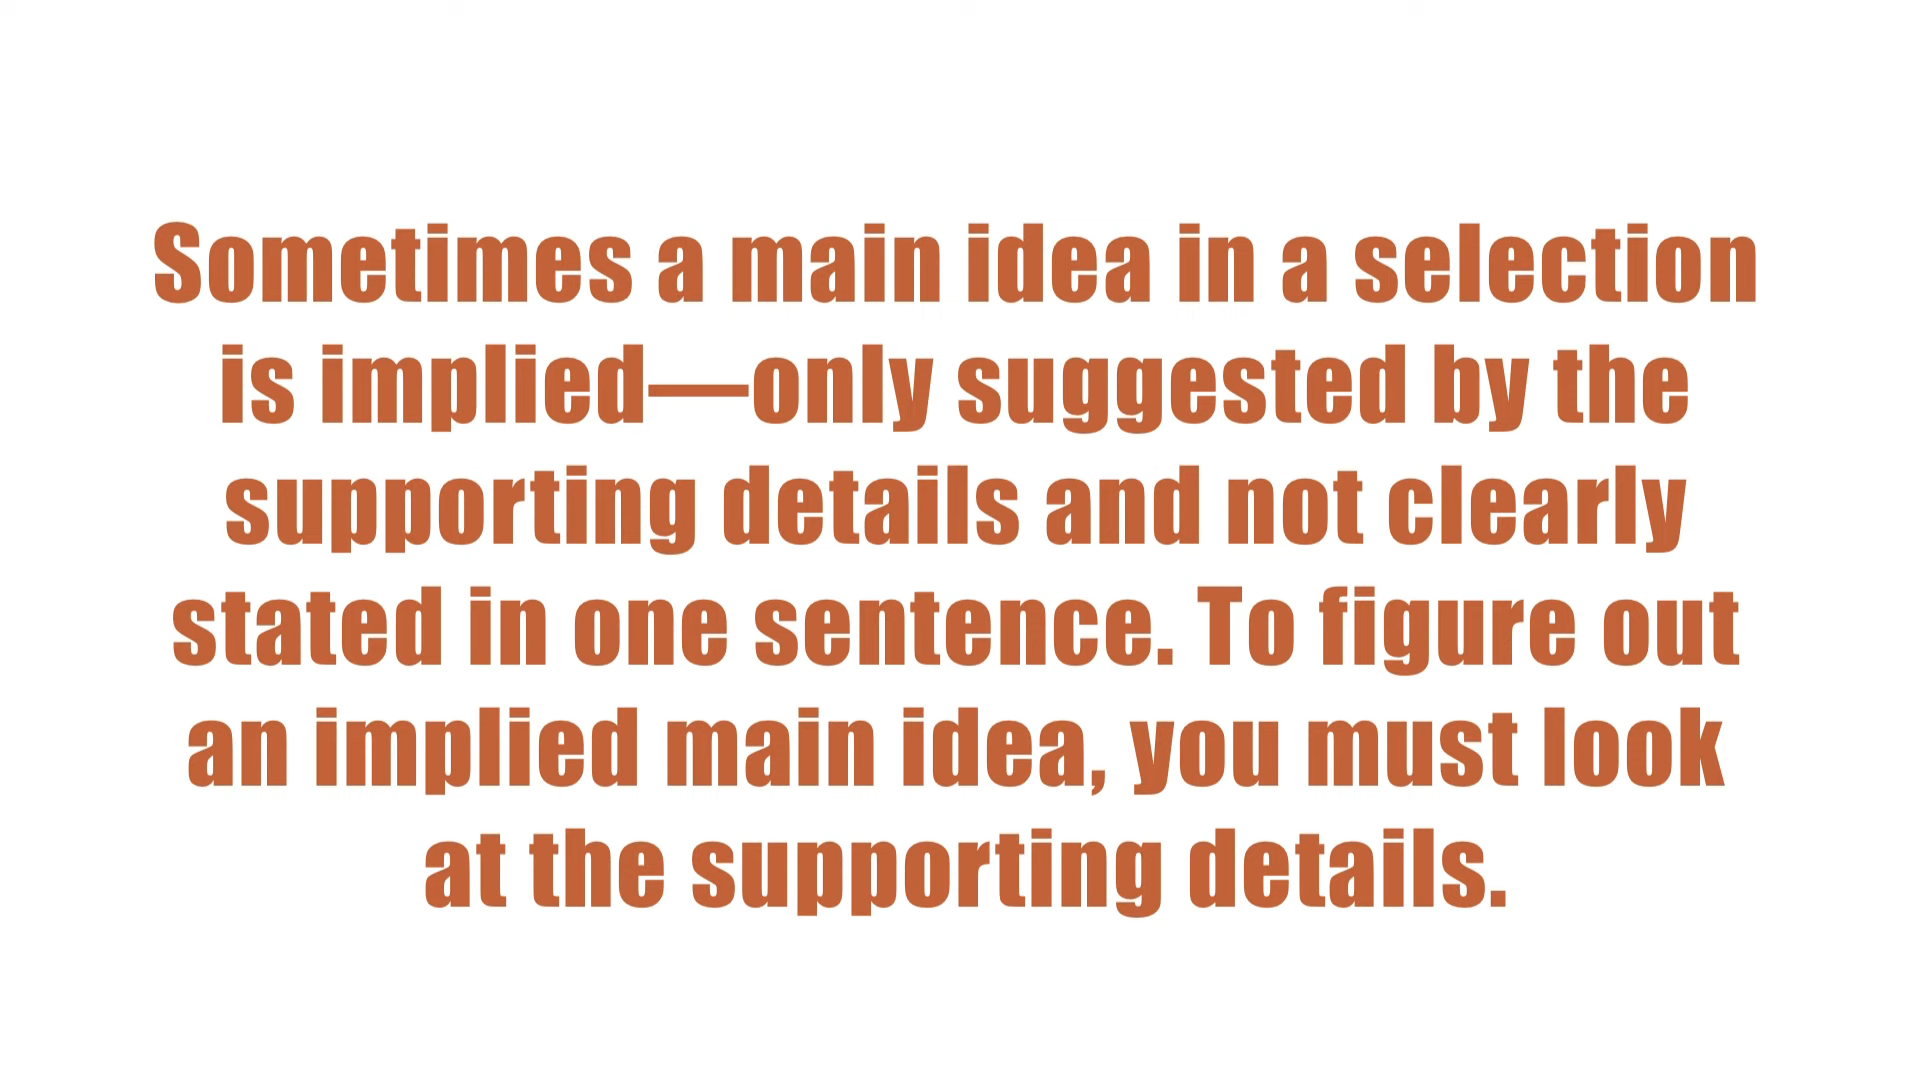 Sometimes a main idea in a selection
is implied—only suggested by the
supporting details and not clearly
stated in one sentence. To figure out
an implied main idea, you must look
at the supporting details.